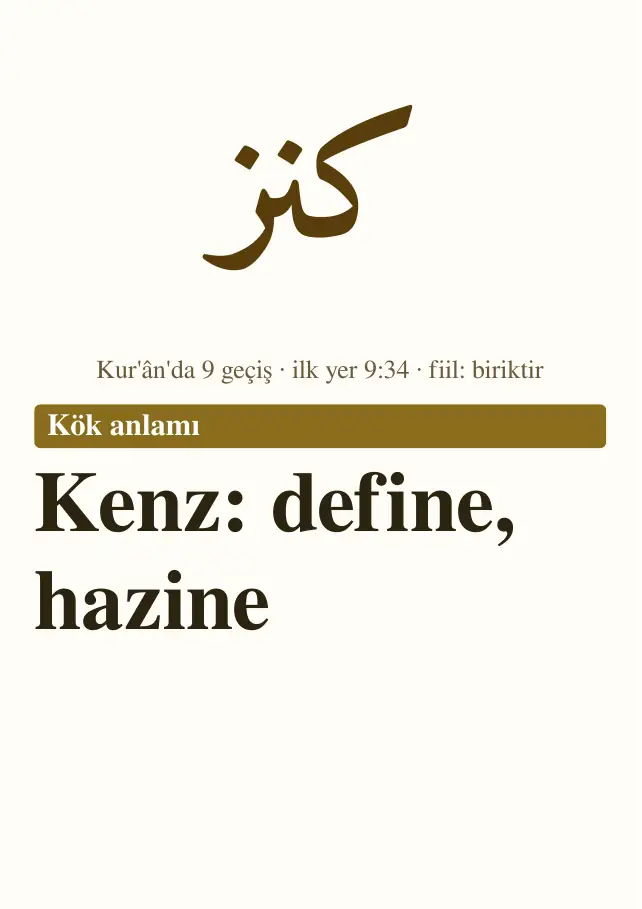 كنز
Kur'ân'da 9 geçiş · ilk yer 9:34 · fiil: biriktir
Kök anlamı
Kenz: define,
hazine